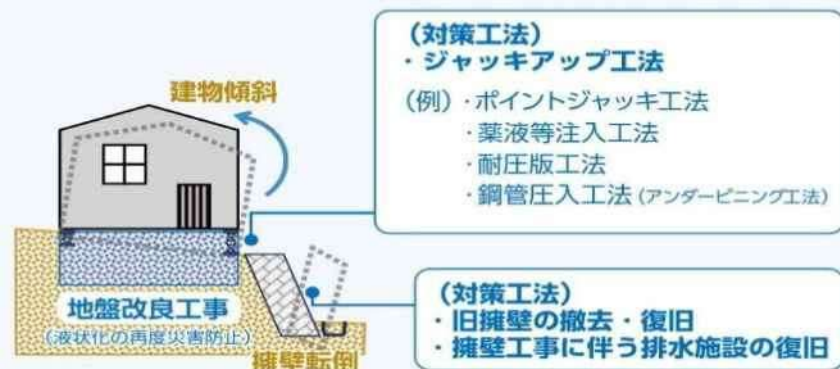 (対策工法)
・ジャッキアップ工法
(例)・ポイントジャッキ工法
・薬液等注入工法
・耐圧版工法
・鋼管圧入工法(アンダーピニング工法)
建物傾斜
地盤改良工事
(液状化の再度災害防止)
擁壁転倒
(対策工法)
・旧擁壁の撤去・復旧
・擁壁工事に伴う排水施設の復旧